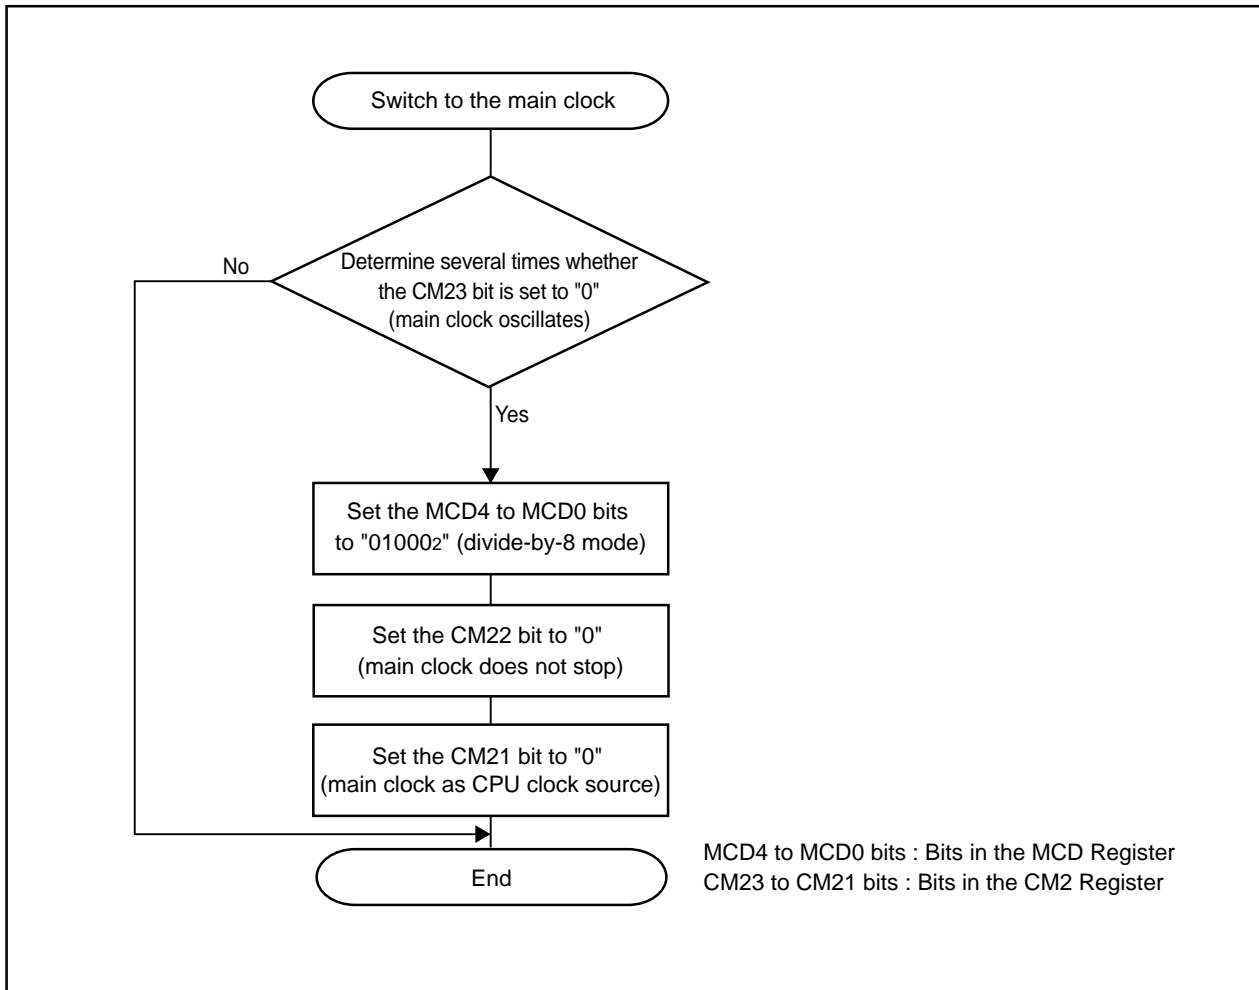 Switch to the main clock
Determine several times whether
the CM23 bit is set to "0"
(main clock oscillates)
No
Yes
Set the MCD4 to MCD0 bits
to "010002" (divide-by-8 mode)
Set the CM22 bit to "0"
(main clock does not stop)
Set the CM21 bit to "0"
(main clock as CPU clock source)
End
MCD4 to MCD0 bits : Bits in the MCD Register
CM23 to CM21 bits : Bits in the CM2 Register